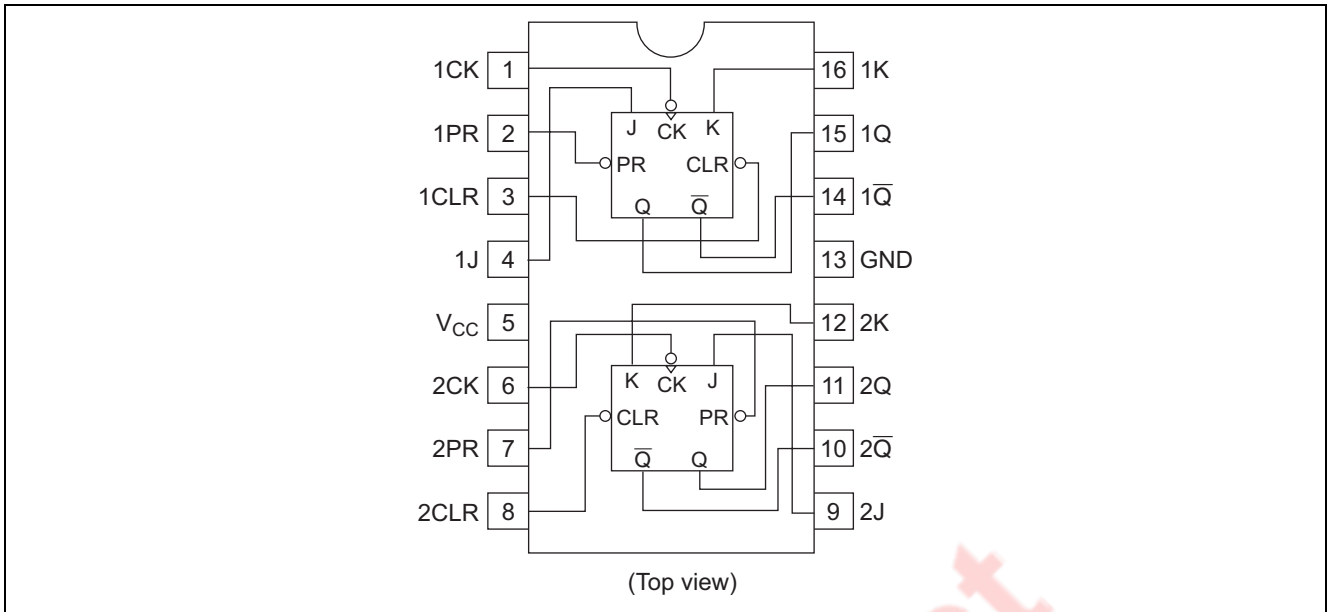 1CK 1 16 1K
J CK K
1PR 2 15 1Q
PR CLR
1CLR 3 14 1Q̅
Q Q̅
1J 4 13 GND
VCC 5 12 2K
K CK J
2CK 6 11 2Q
CLR PR
2PR 7 10 2Q̅
Q̅ Q
2CLR 8 9 2J
(Top view)